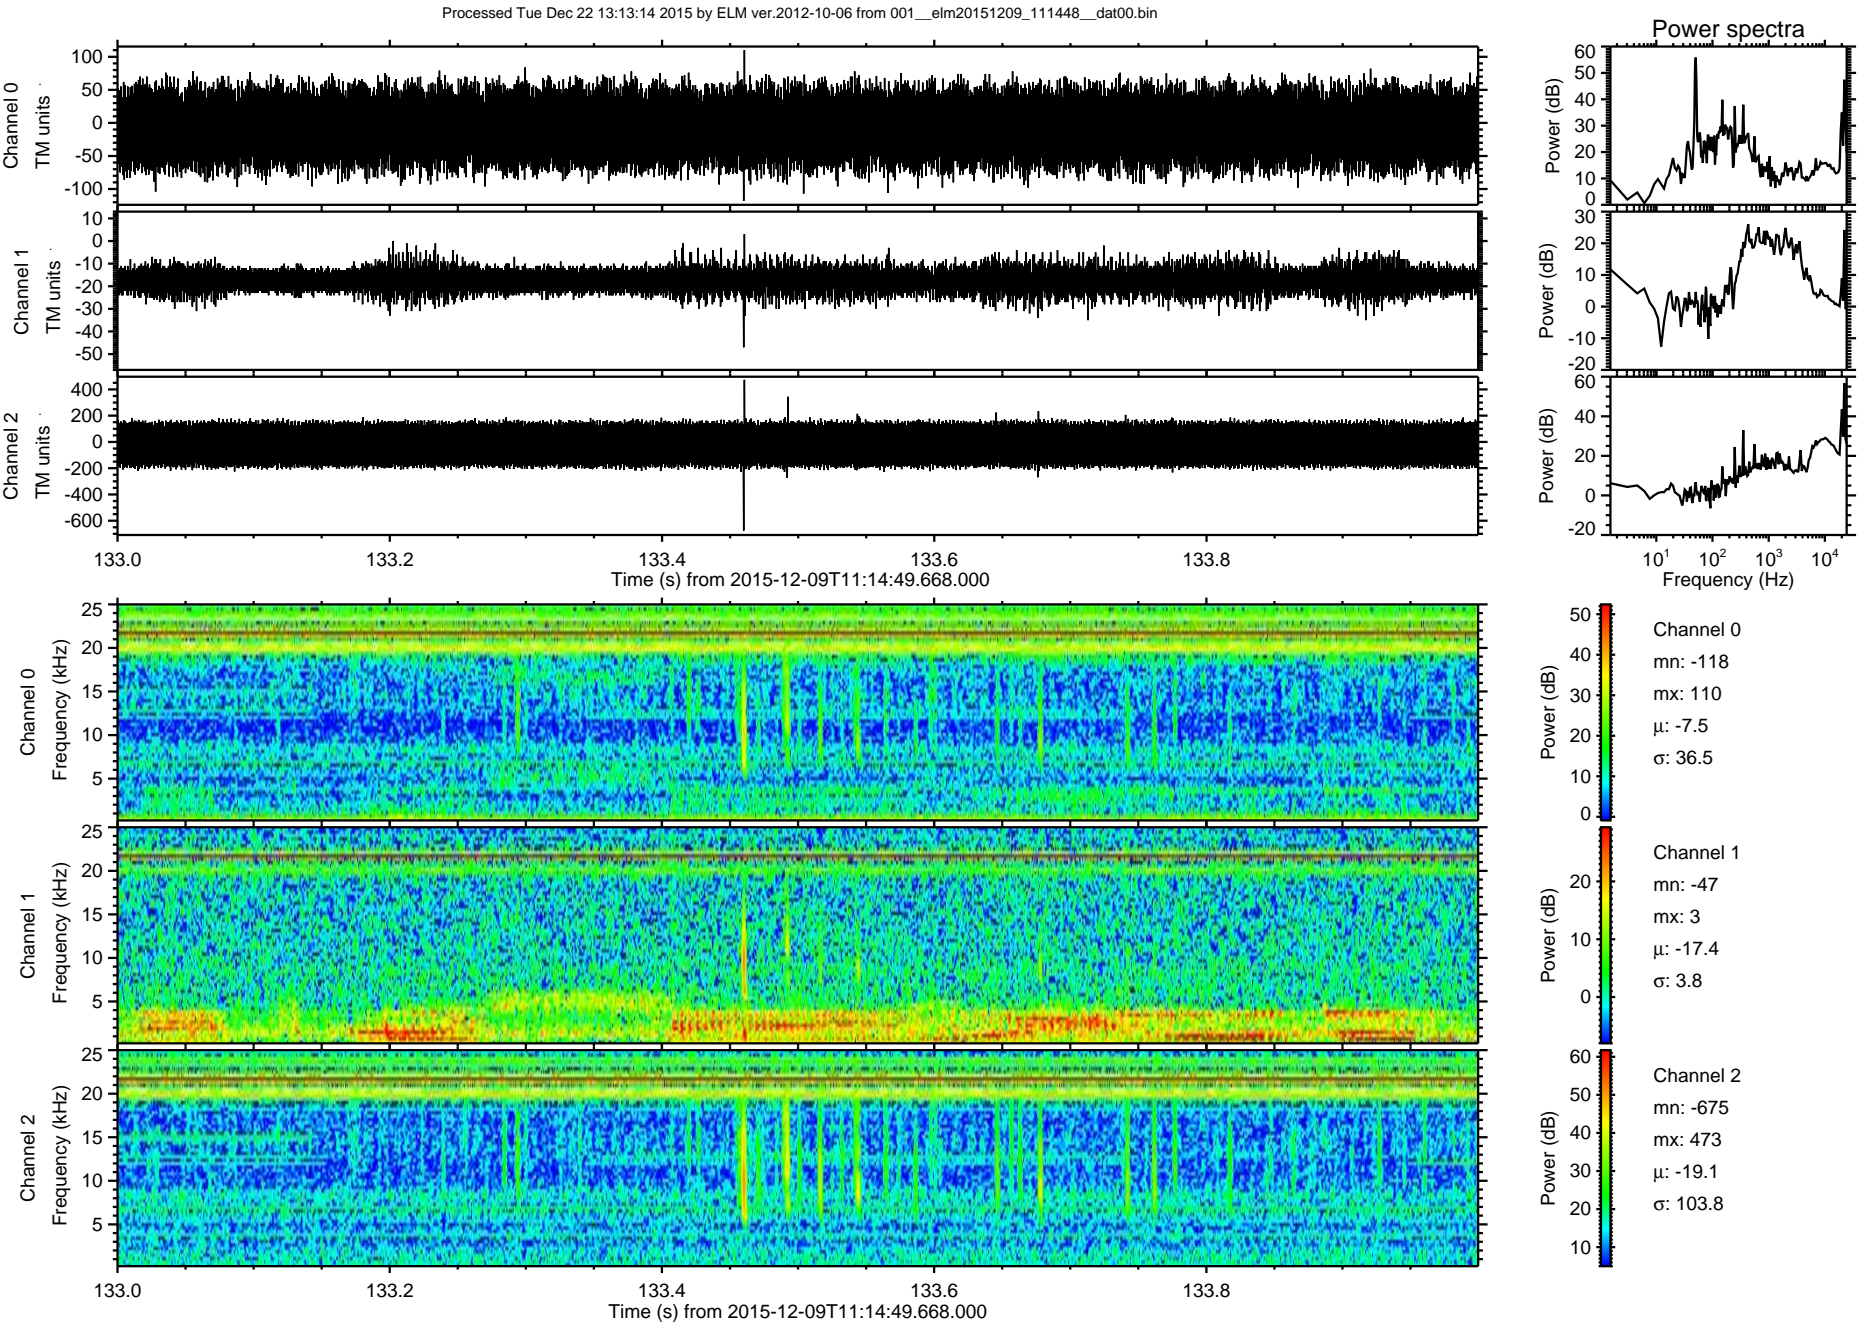 Processed Tue Dec 22 13:13:14 2015 by ELM ver.2012-10-06 from 001__elm20151209_111448__dat00.bin
Power spectra
Channel 0
TM units
100
50
0
-50
-100
Power (dB)
60
50
40
30
20
10
0
Channel 1
TM units
10
0
-10
-20
-30
-40
-50
Power (dB)
30
20
10
0
-10
-20
Channel 2
TM units
400
200
0
-200
-400
-600
Power (dB)
60
40
20
0
-20
133.0 133.2 133.4 133.6 133.8
Time (s) from 2015-12-09T11:14:49.668.000
10¹ 10² 10³ 10⁴
Frequency (Hz)
Channel 0
Frequency (kHz)
25
20
15
10
5
Power (dB)
50
40
30
20
10
0
Channel 0
mn: -118
mx: 110
µ: -7.5
σ: 36.5
Channel 1
Frequency (kHz)
25
20
15
10
5
Power (dB)
20
10
0
Channel 1
mn: -47
mx: 3
µ: -17.4
σ: 3.8
Channel 2
Frequency (kHz)
25
20
15
10
5
Power (dB)
60
50
40
30
20
10
Channel 2
mn: -675
mx: 473
µ: -19.1
σ: 103.8
133.0 133.2 133.4 133.6 133.8
Time (s) from 2015-12-09T11:14:49.668.000